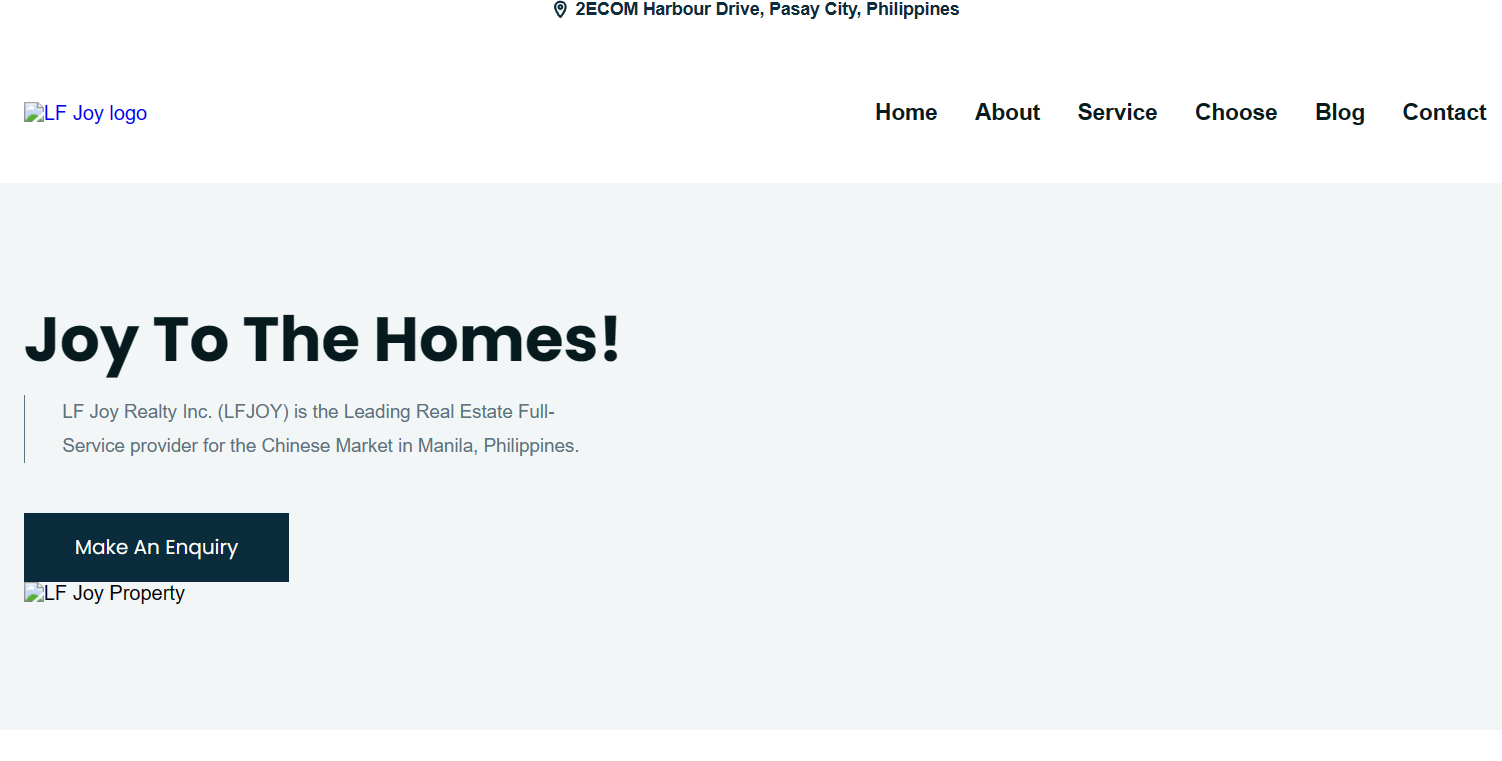 2ECOM Harbour Drive, Pasay City, Philippines
LF Joy logo
Home About Service Choose Blog Contact
Joy To The Homes!
LF Joy Realty Inc. (LFJOY) is the Leading Real Estate Full-
Service provider for the Chinese Market in Manila, Philippines.
Make An Enquiry
LF Joy Property